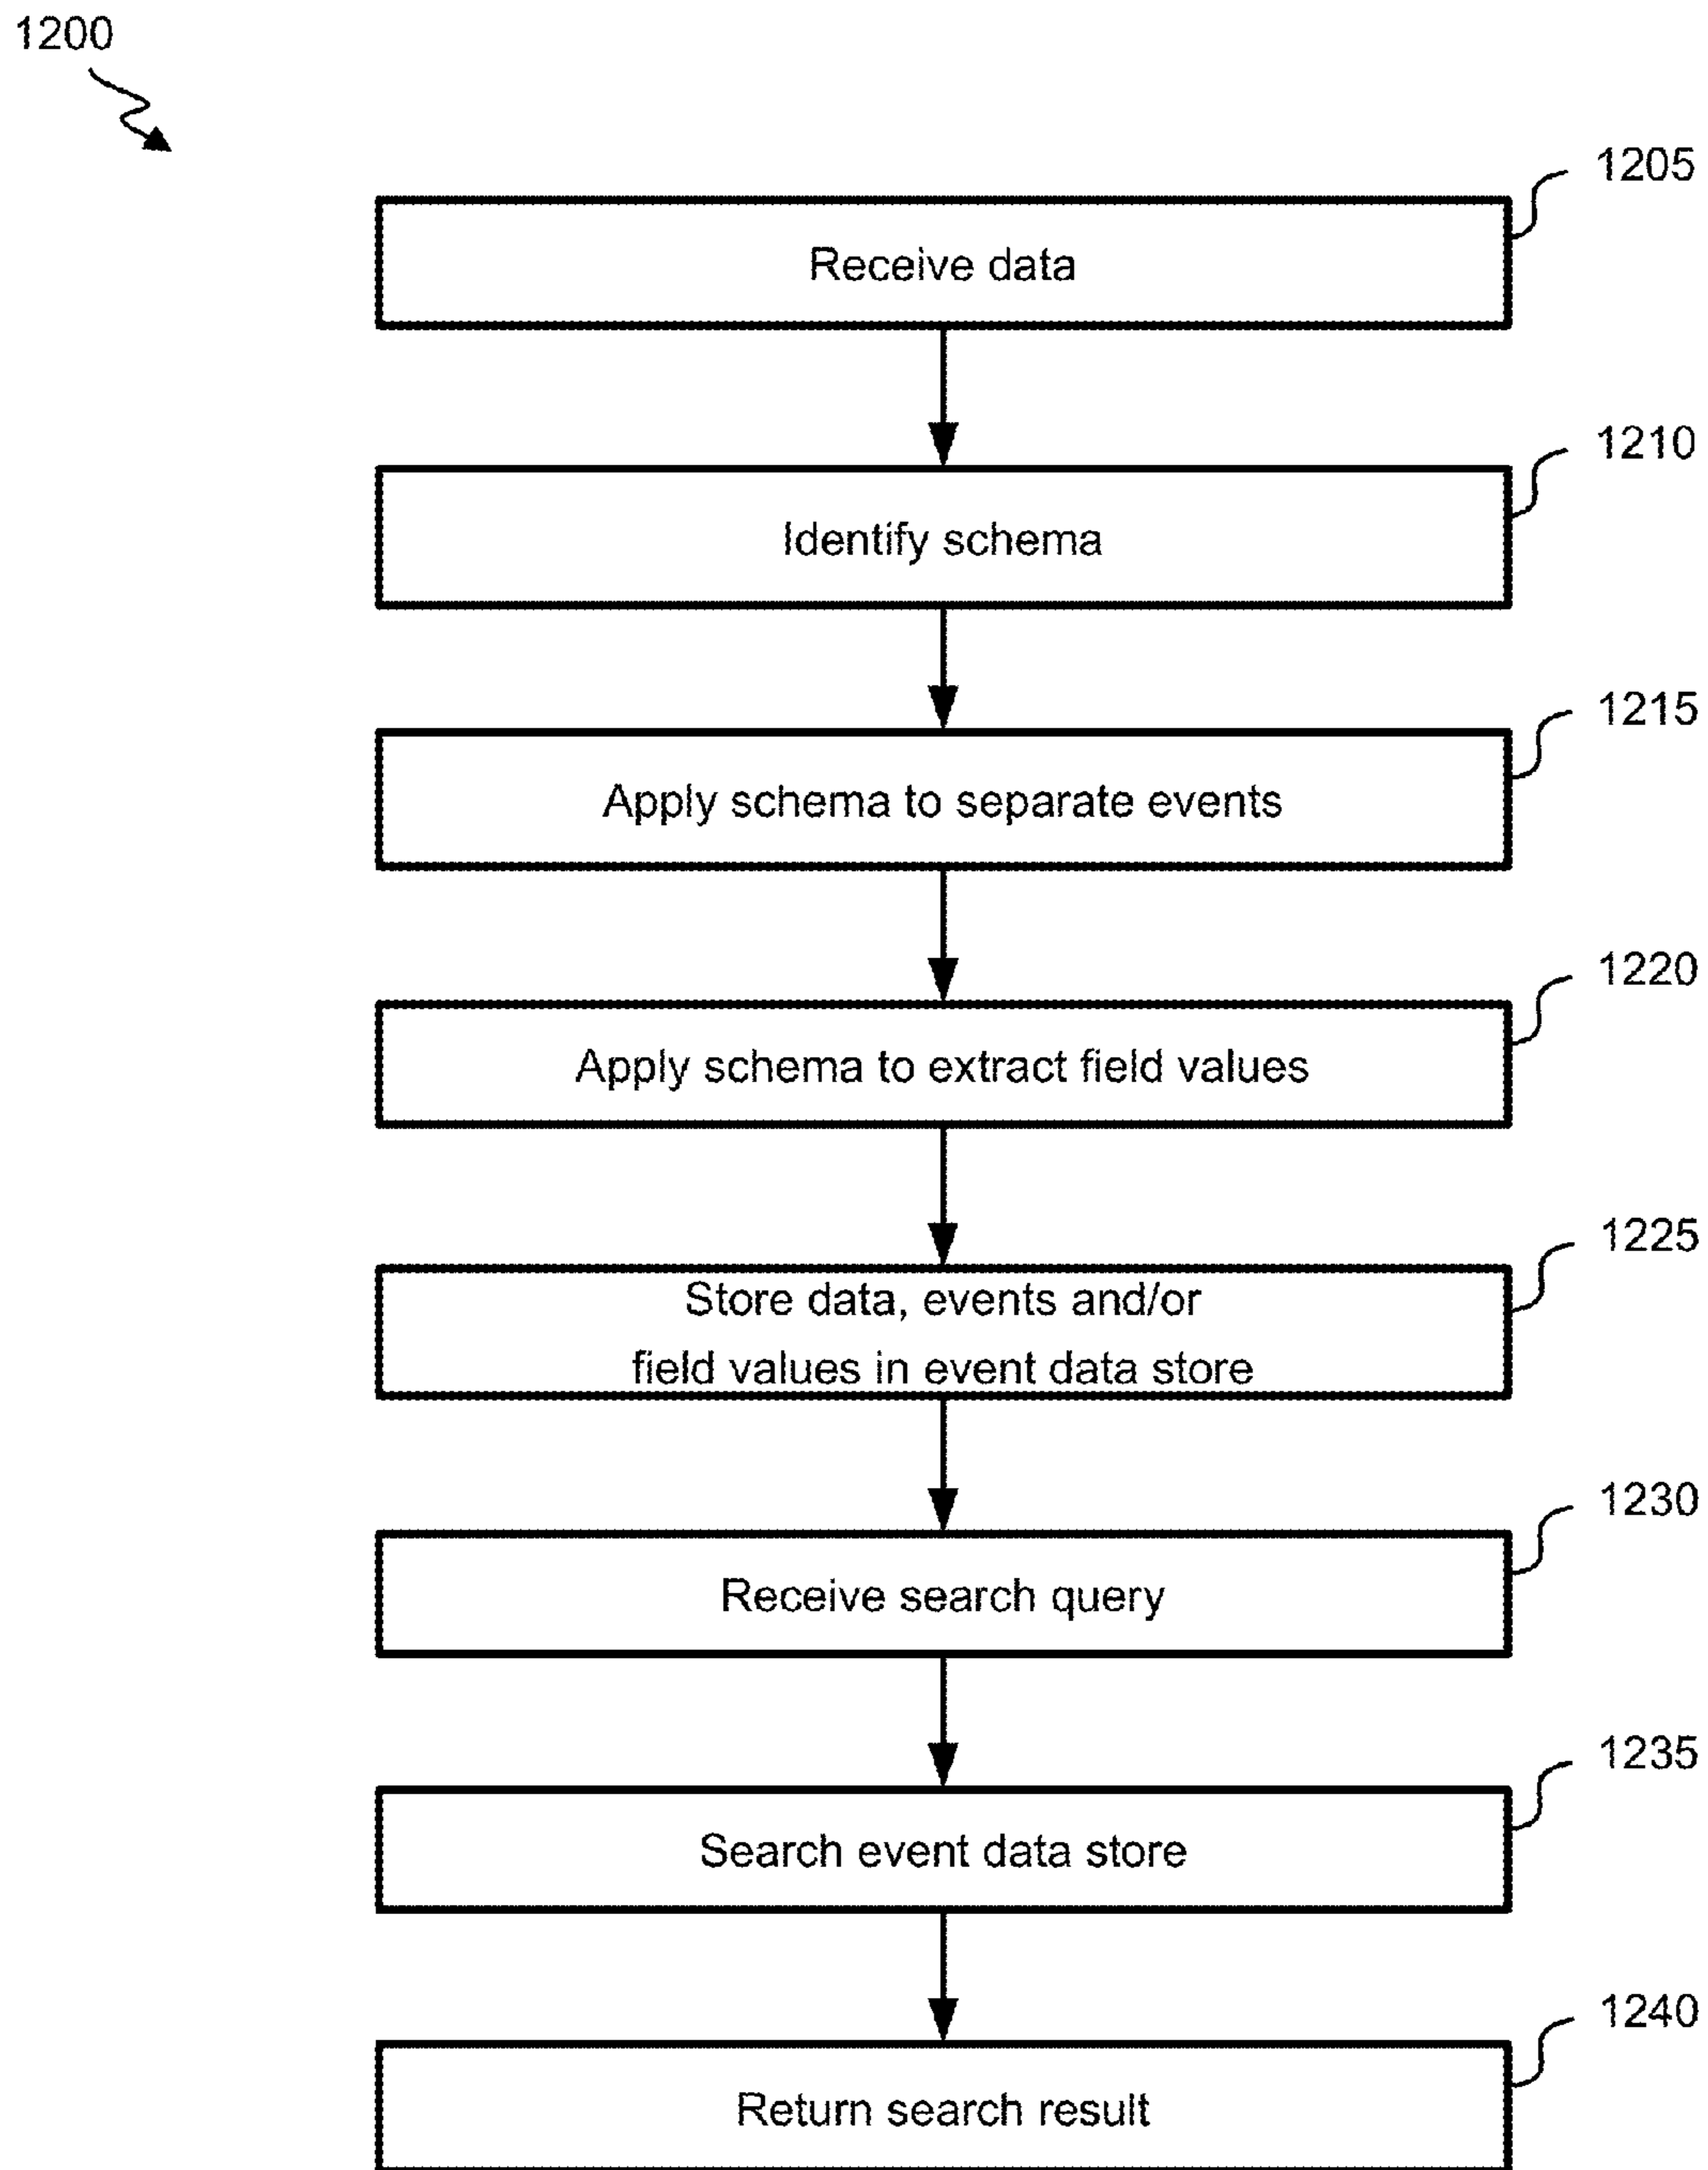 1200
1205
Receive data
1210
Identify schema
1215
Apply schema to separate events
1220
Apply schema to extract field values
1225
Store data, events and/or
field values in event data store
1230
Receive search query
1235
Search event data store
1240
Return search result